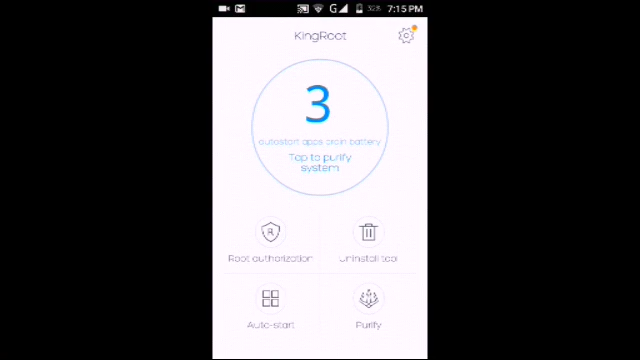 G 32% 7:15 PM
KingRoot
3
autostart apps drain battery
Tap to purify
system
Root authorization
Uninstall tool
Auto-start
Purify